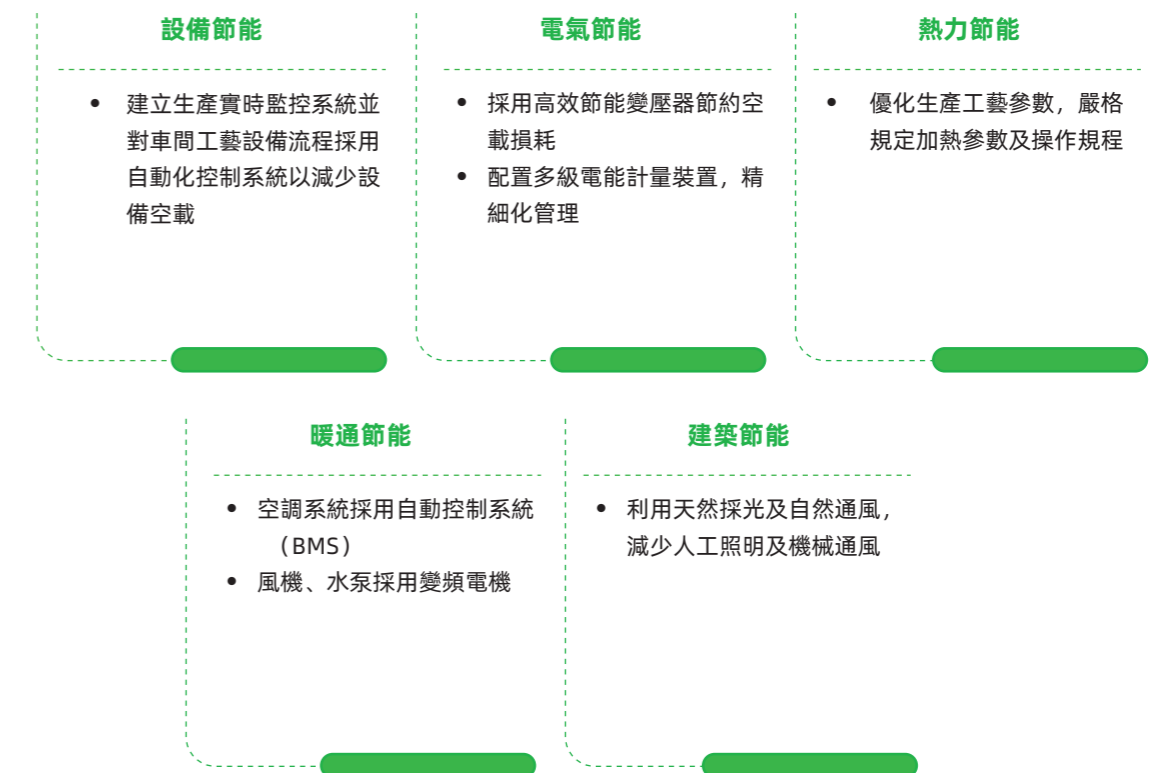 設備節能
• 建立生產實時監控系統並
對車間工藝設備流程採用
自動化控制系統以減少設
備空載
電氣節能
• 採用高效節能變壓器節約空
載損耗
• 配置多級電能計量裝置，精
細化管理
熱力節能
• 優化生產工藝參數，嚴格
規定加熱參數及操作規程
暖通節能
• 空調系統採用自動控制系統
（BMS）
• 風機、水泵採用變頻電機
建築節能
• 利用天然採光及自然通風，
減少人工照明及機械通風